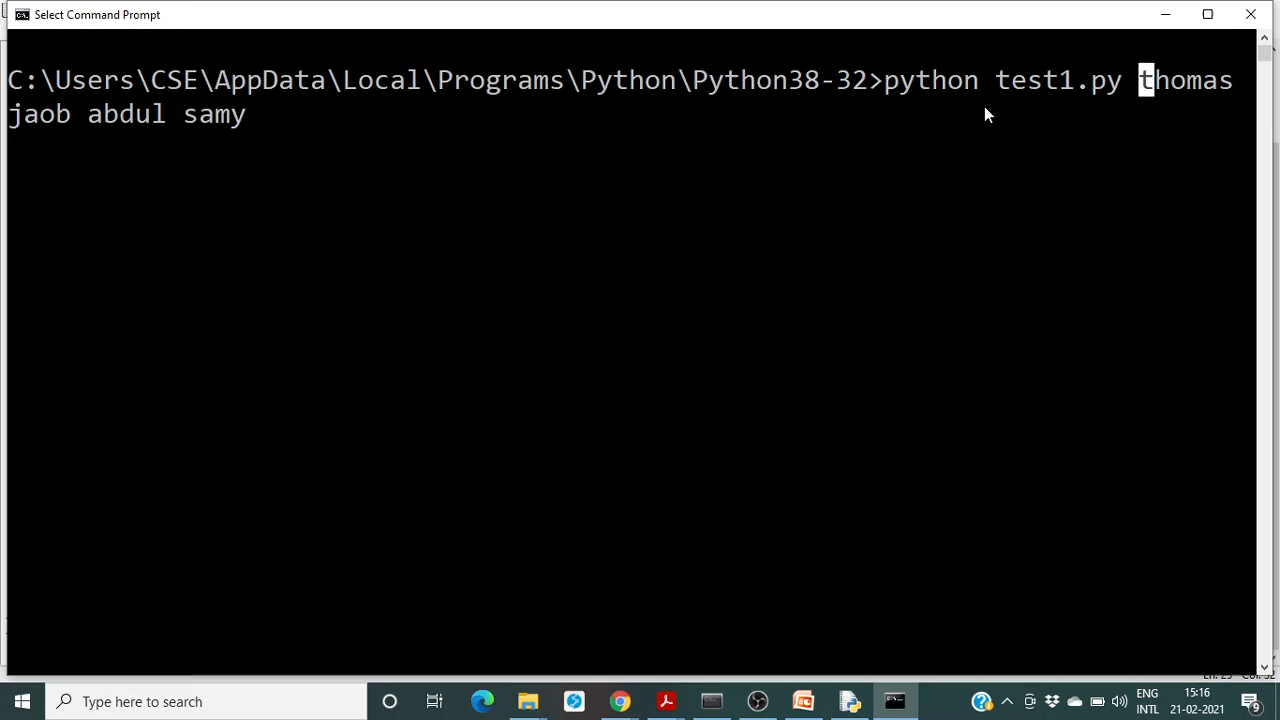 Select Command Prompt
C:\Users\CSE\AppData\Local\Programs\Python\Python38-32>python test1.py thomas
jaob abdul samy
Type here to search
ENG
INTL
15:16
21-02-2021
9